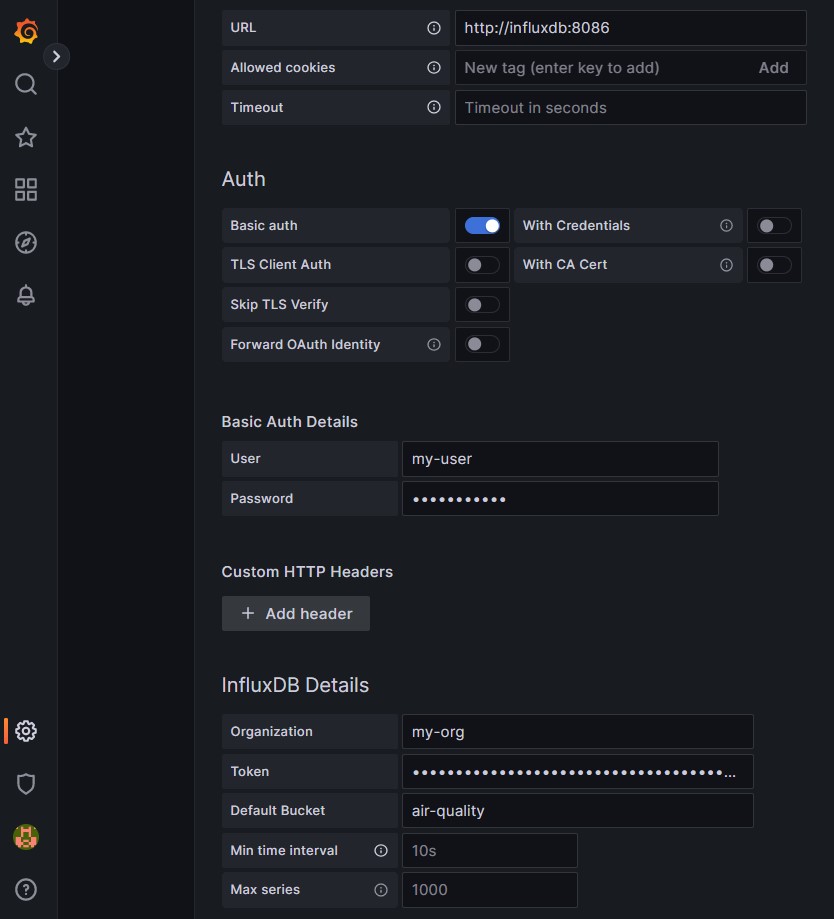 URL http://influxdb:8086
Allowed cookies New tag (enter key to add) Add
Timeout Timeout in seconds
Auth
Basic auth With Credentials
TLS Client Auth With CA Cert
Skip TLS Verify
Forward OAuth Identity
Basic Auth Details
User my-user
Password •••••••••••
Custom HTTP Headers
+ Add header
InfluxDB Details
Organization my-org
Token ••••••••••••••••••••••••••••••••••••...
Default Bucket air-quality
Min time interval 10s
Max series 1000